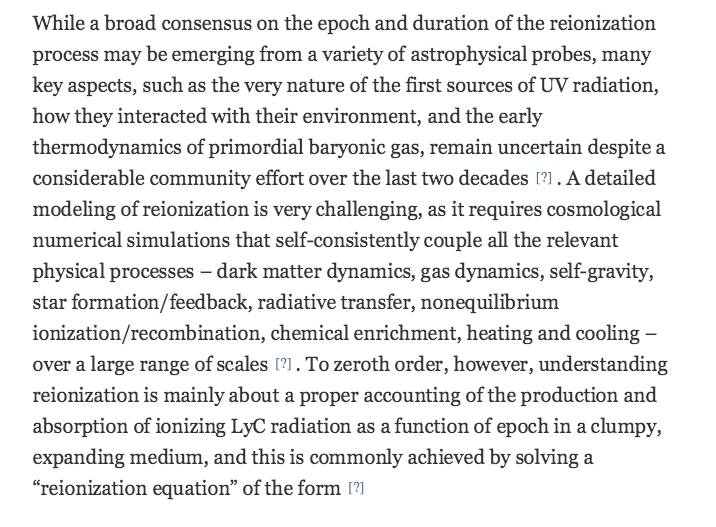 While a broad consensus on the epoch and duration of the reionization
process may be emerging from a variety of astrophysical probes, many
key aspects, such as the very nature of the first sources of UV radiation,
how they interacted with their environment, and the early
thermodynamics of primordial baryonic gas, remain uncertain despite a
considerable community effort over the last two decades [?] . A detailed
modeling of reionization is very challenging, as it requires cosmological
numerical simulations that self-consistently couple all the relevant
physical processes – dark matter dynamics, gas dynamics, self-gravity,
star formation/feedback, radiative transfer, nonequilibrium
ionization/recombination, chemical enrichment, heating and cooling –
over a large range of scales [?] . To zeroth order, however, understanding
reionization is mainly about a proper accounting of the production and
absorption of ionizing LyC radiation as a function of epoch in a clumpy,
expanding medium, and this is commonly achieved by solving a
“reionization equation” of the form [?]